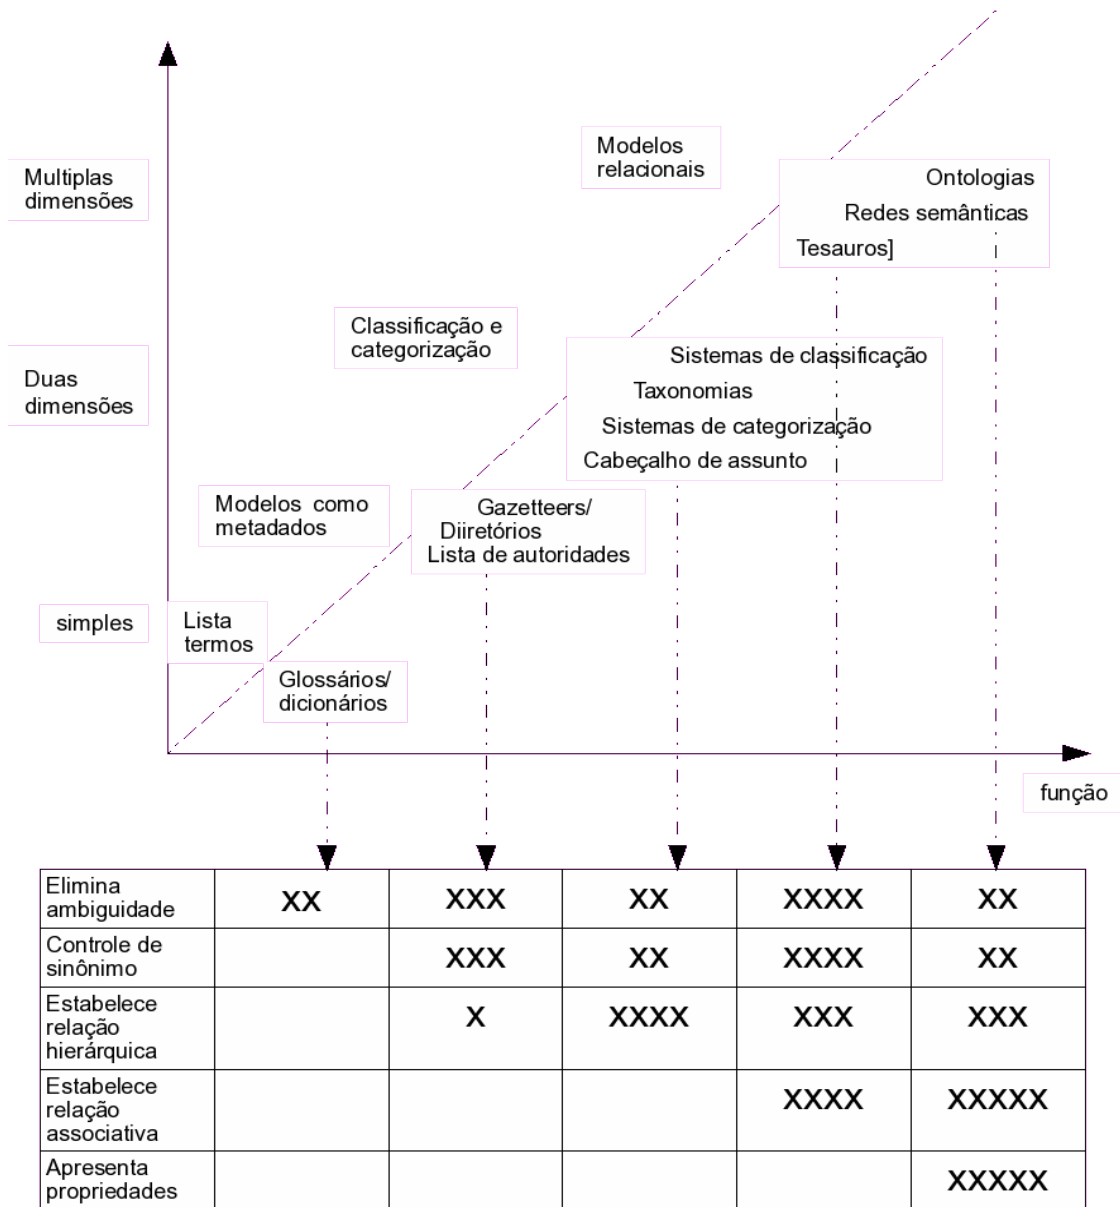 Modelos
relacionais
Multiplas
dimensões
Ontologias
Redes semânticas
Tesauros]
Classificação e
categorização
Duas
dimensões
Sistemas de classificação
Taxonomias
Sistemas de categorização
Cabeçalho de assunto
Modelos como
metadados
Gazetteers/
Diiretórios
Lista de autoridades
simples
Lista
termos
Glossários/
dicionários
função
Elimina
ambiguidade
XX XXX XX XXXX XX
Controle de
sinônimo
XXX XX XXXX XX
Estabelece
relação
hierárquica
X XXXX XXX XXX
Estabelece
relação
associativa
XXXX XXXXX
Apresenta
propriedades
XXXXX